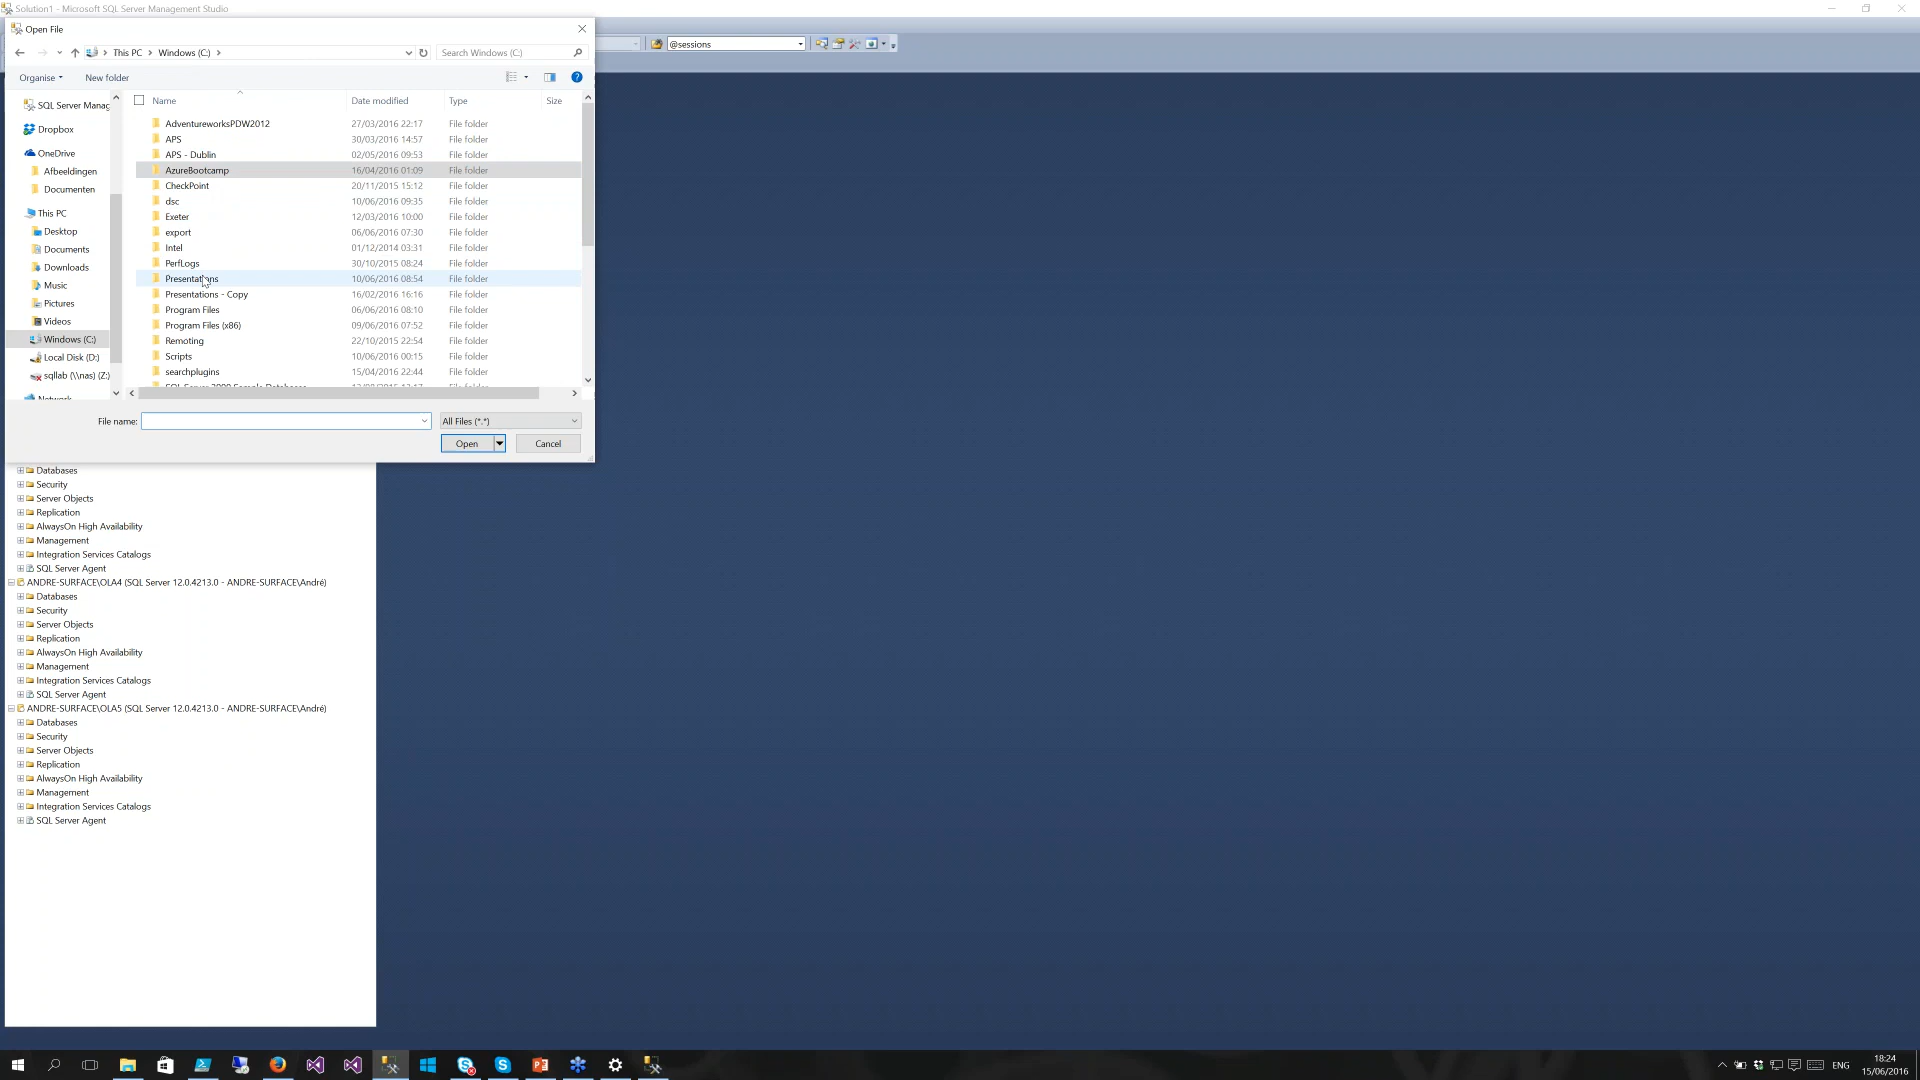 Solution1 - Microsoft SQL Server Management Studio
Open File
This PC > Windows (C:) >
Search Windows (C:)
@sessions
Organise
New folder
Name
Date modified
Type
Size
SQL Server Manag
Dropbox
OneDrive
Afbeeldingen
Documenten
This PC
Desktop
Documents
Downloads
Music
Pictures
Videos
Windows (C:)
Local Disk (D:)
sqllab (\\nas) (Z:)
Network
AdventureworksPDW2012 27/03/2016 22:17 File folder
APS 30/03/2016 14:57 File folder
APS - Dublin 02/05/2016 09:53 File folder
AzureBootcamp 16/04/2016 01:09 File folder
CheckPoint 20/11/2015 15:12 File folder
dsc 10/06/2016 09:35 File folder
Exeter 12/03/2016 10:00 File folder
export 06/06/2016 07:30 File folder
Intel 01/12/2014 03:31 File folder
PerfLogs 30/10/2015 08:24 File folder
Presentations 10/06/2016 08:54 File folder
Presentations - Copy 16/02/2016 16:16 File folder
Program Files 06/06/2016 08:10 File folder
Program Files (x86) 09/06/2016 07:52 File folder
Remoting 22/10/2015 22:54 File folder
Scripts 10/06/2016 00:15 File folder
searchplugins 15/04/2016 22:44 File folder
File name:
All Files (*.*)
Open
Cancel
Databases
Security
Server Objects
Replication
AlwaysOn High Availability
Management
Integration Services Catalogs
SQL Server Agent
ANDRE-SURFACE\OLA4 (SQL Server 12.0.4213.0 - ANDRE-SURFACE\André)
Databases
Security
Server Objects
Replication
AlwaysOn High Availability
Management
Integration Services Catalogs
SQL Server Agent
ANDRE-SURFACE\OLA5 (SQL Server 12.0.4213.0 - ANDRE-SURFACE\André)
Databases
Security
Server Objects
Replication
AlwaysOn High Availability
Management
Integration Services Catalogs
SQL Server Agent
ENG
18:24
15/06/2016